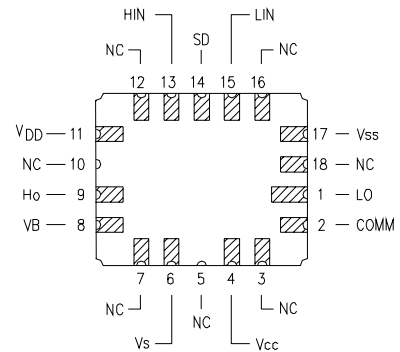 HIN LIN
NC SD NC
12 13 14 15 16
VDD 11 17 Vss
NC 10 18 NC
Ho 9 1 LO
VB 8 2 COMM
7 6 5 4 3
NC NC NC
Vs Vcc